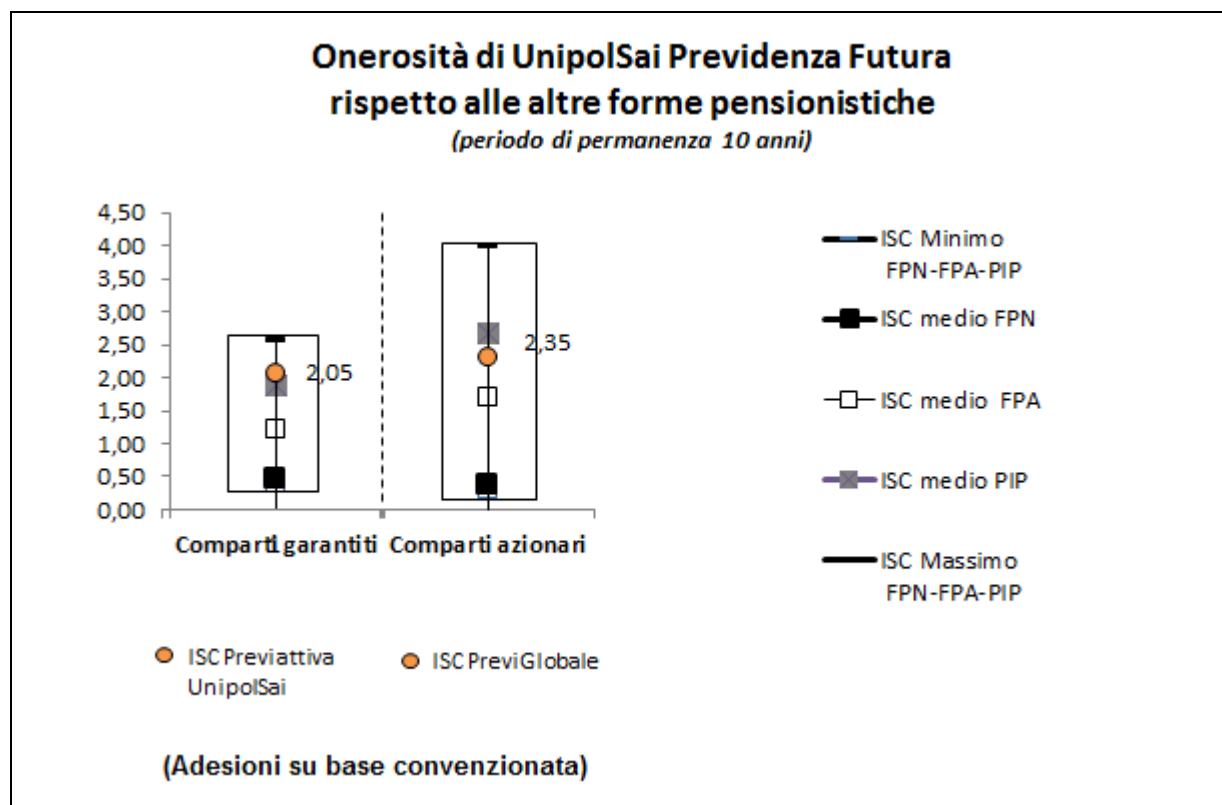 Onerosità di UnipolSai Previdenza Futura
rispetto alle altre forme pensionistiche
(periodo di permanenza 10 anni)
4,50
4,00
3,50
3,00
2,50
2,00
1,50
1,00
0,50
0,00
2,05
2,35
Comparti garantiti
Comparti azionari
ISC Minimo
FPN-FPA-PIP
ISC medio FPN
ISC medio FPA
ISC medio PIP
ISC Massimo
FPN-FPA-PIP
ISC Previattiva
UnipolSai
ISC PreviGlobale
(Adesioni su base convenzionata)